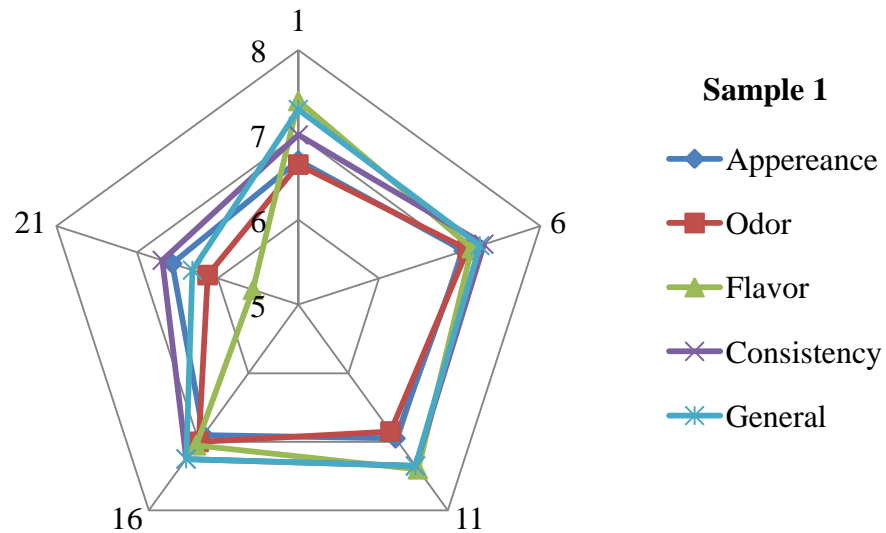 1
8
7
6
5
6
11
16
21
Sample 1
Appereance
Odor
Flavor
Consistency
General